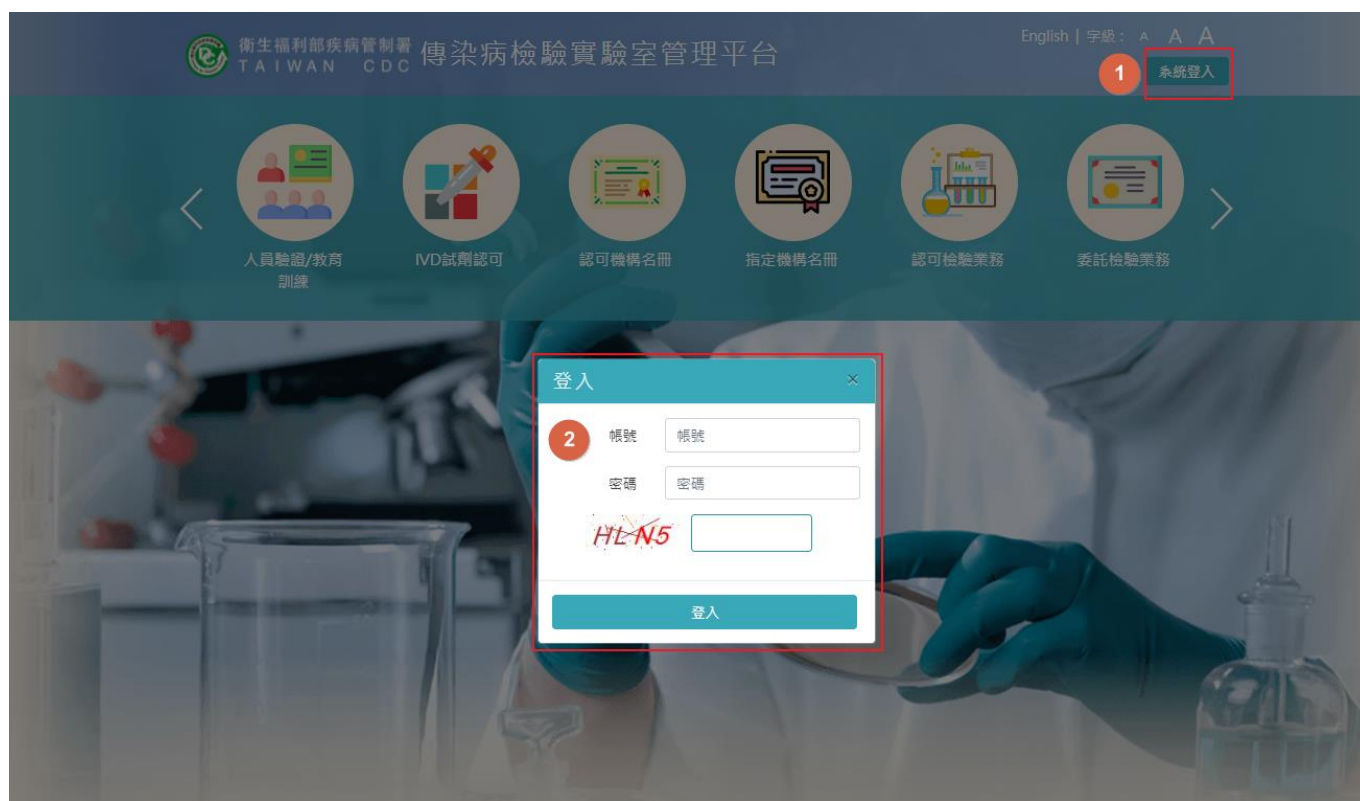 English | 字級： A A A
衛生福利部疾病管制署
TAIWAN CDC
傳染病檢驗實驗室管理平台
1
系統登入
人員驗證/教育
訓練
IVD試劑認可
認可機構名冊
指定機構名冊
認可檢驗業務
委託檢驗業務
登入 ×
2
帳號 帳號
密碼 密碼
HLN5
登入